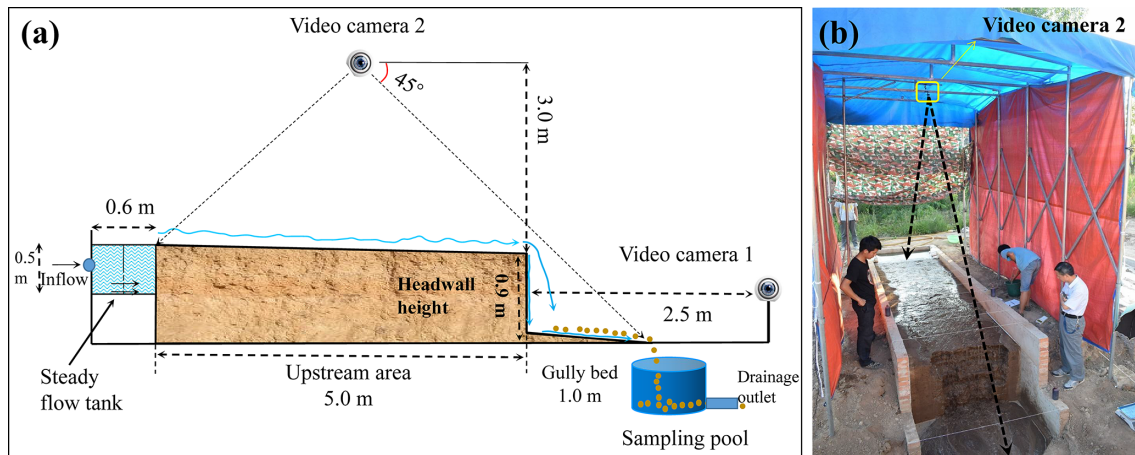 (a)
Video camera 2
45°
3.0 m
0.6 m
0.5
m
Inflow
Headwall
height
0.9 m
Video camera 1
2.5 m
Steady
flow tank
Upstream area
5.0 m
Gully bed
1.0 m
Drainage
outlet
Sampling pool
(b)
Video camera 2